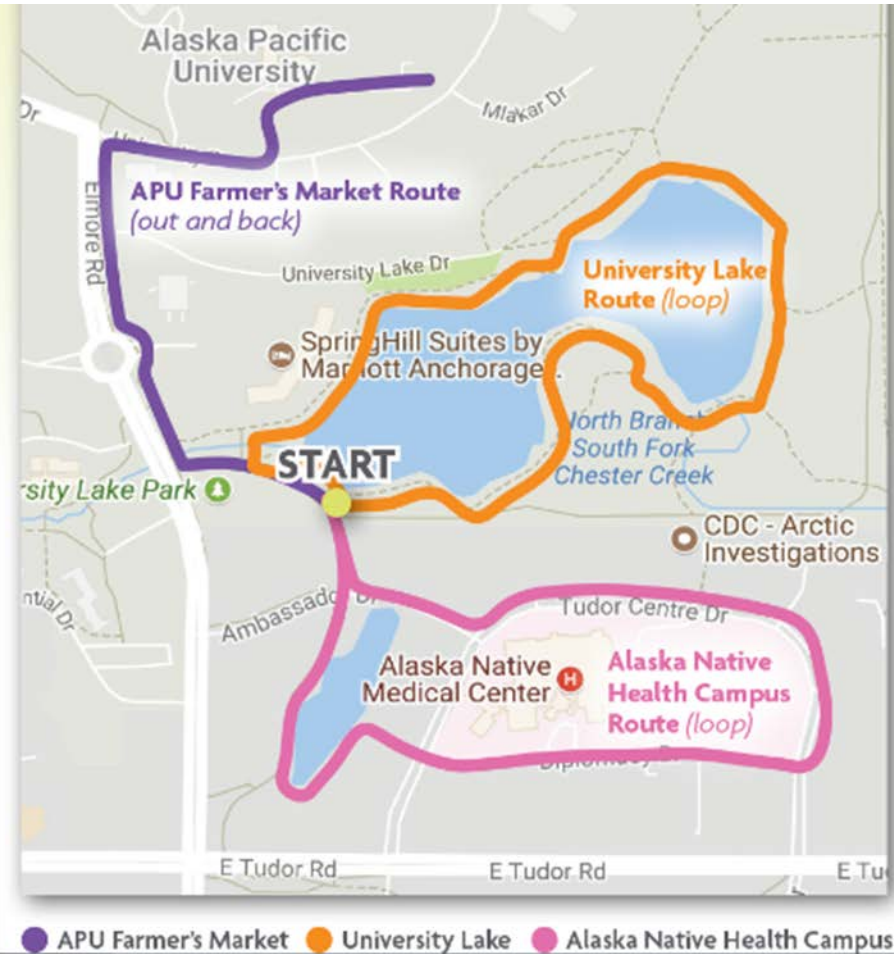 Alaska Pacific
University
Mlakar Dr
Dr
APU Farmer's Market Route
(out and back)
Elmore Rd
University Lake Dr
University Lake
Route (loop)
SpringHill Suites by
Marriott Anchorage
North Branch
South Fork
Chester Creek
START
rsity Lake Park
CDC - Arctic
Investigations
ntial Dr
Ambassador Dr
Tudor Centre Dr
Alaska Native
Medical Center
H
Alaska Native
Health Campus
Route (loop)
Diplomacy Dr
E Tudor Rd
E Tudor Rd
E Tu
APU Farmer's Market
University Lake
Alaska Native Health Campus